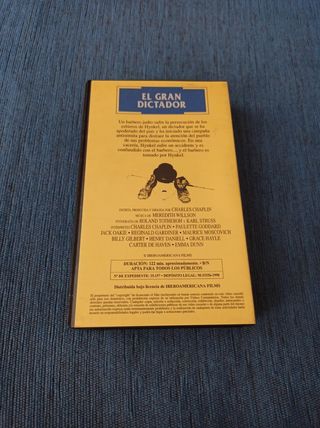 EL GRAN
DICTADOR
Un barbero judío sufre la persecución de los
esbirros de Hynkel, un dictador que se ha
apoderado del país y ha iniciado una campaña
antisemita para distraer la atención del pueblo
de sus problemas económicos. En una
cacería, Hynkel sufre un accidente y es
confundido con el barbero..., y el barbero es
tomado por Hynkel.
ESCRITA, PRODUCIDA Y DIRIGIDA POR CHARLES CHAPLIN
MÚSICA DE MEREDITH WILLSON
FOTOGRAFÍA DE ROLAND TOTHEROH • KARL STRUSS
INTÉRPRETES CHARLES CHAPLIN • PAULETTE GODDARD
JACK OAKIE • REGINALD GARDINER • MAURICE MOSCOVICH
BILLY GILBERT • HENRY DANIELL • GRACE HAYLE
CARTER DE HAVEN • EMMA DUNN
© IBEROAMERICANA FILMS
DURACIÓN: 122 min. aproximadamente. • B/N
APTA PARA TODOS LOS PÚBLICOS
Distribuida bajo licencia de IBEROAMERICANA FILMS